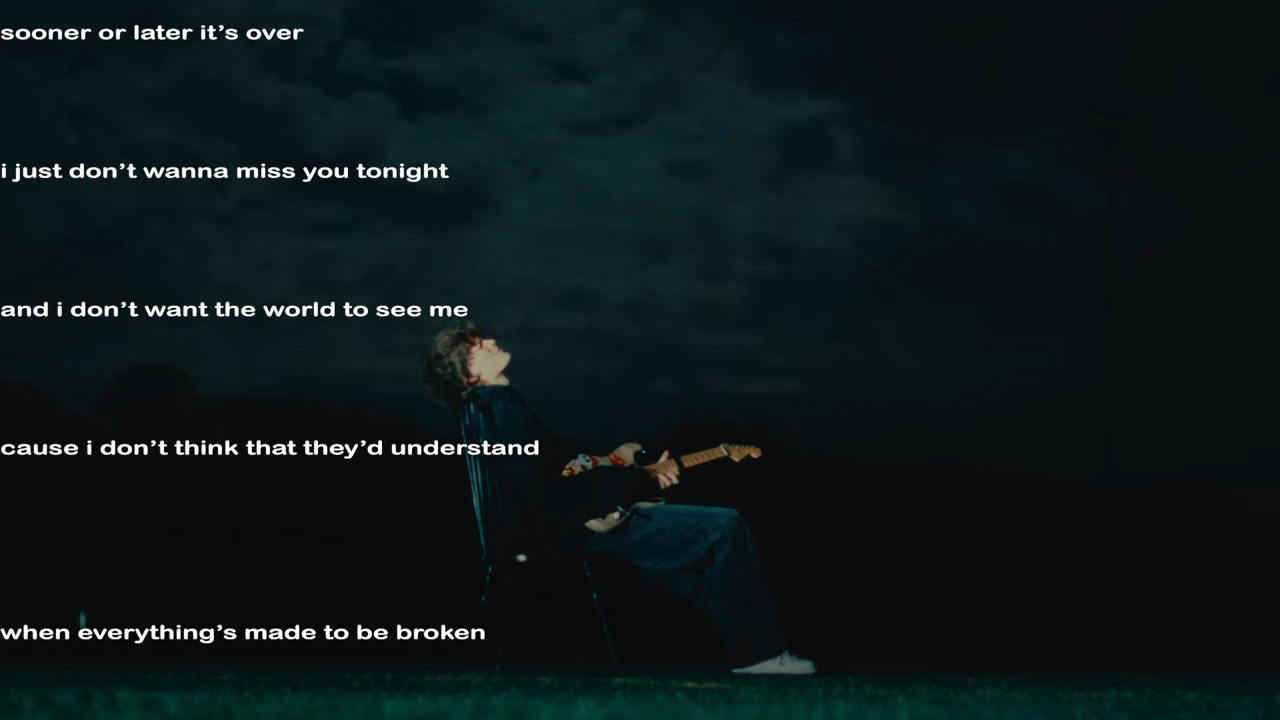 sooner or later it’s over
i just don’t wanna miss you tonight
and i don’t want the world to see me
cause i don’t think that they’d understand
when everything’s made to be broken